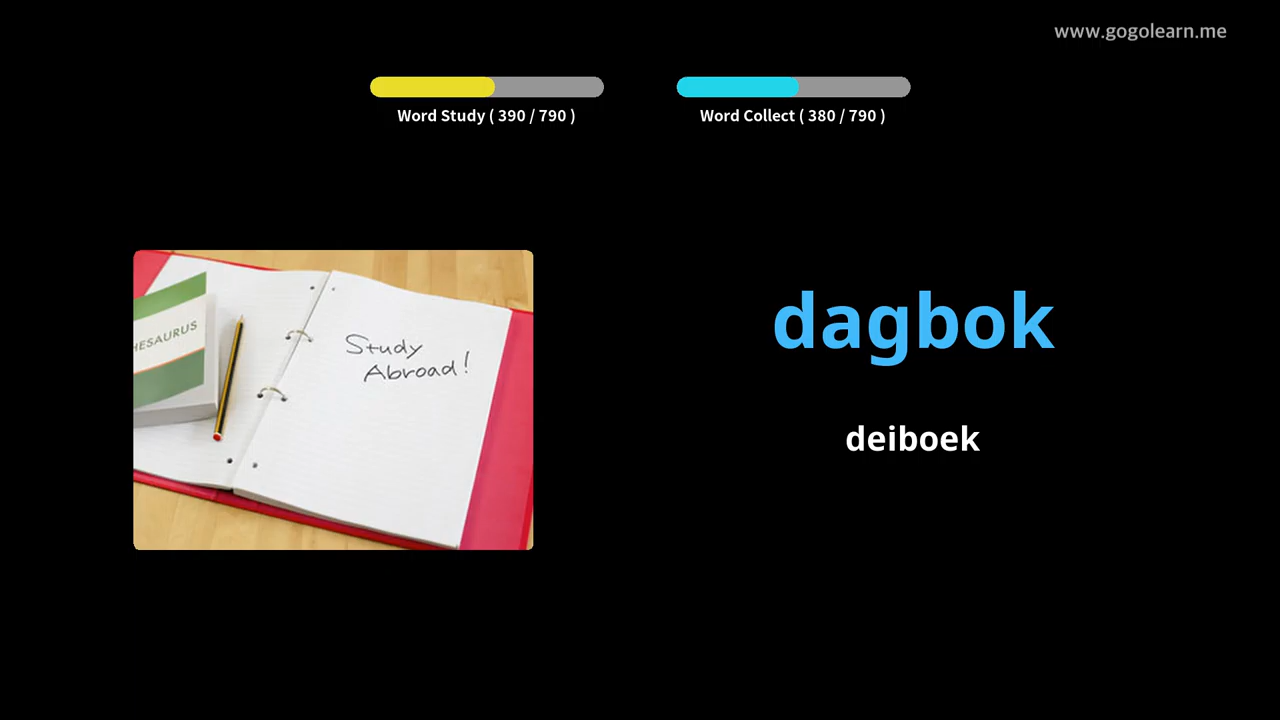 www.gogolearn.me
Word Study ( 390 / 790 )
Word Collect ( 380 / 790 )
HESAURUS
Study
Abroad!
dagbok
deiboek